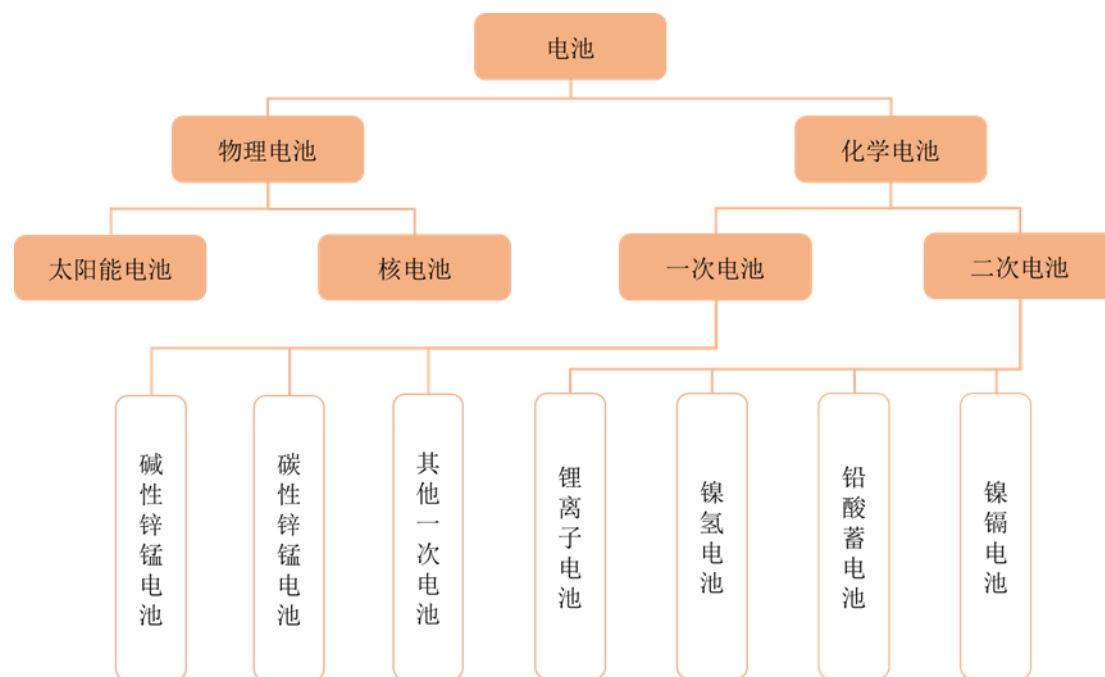 电池
物理电池
化学电池
太阳能电池
核电池
一次电池
二次电池
碱性锌锰电池
碳性锌锰电池
其他一次电池
锂离子电池
镍氢电池
铅酸蓄电池
镍镉电池